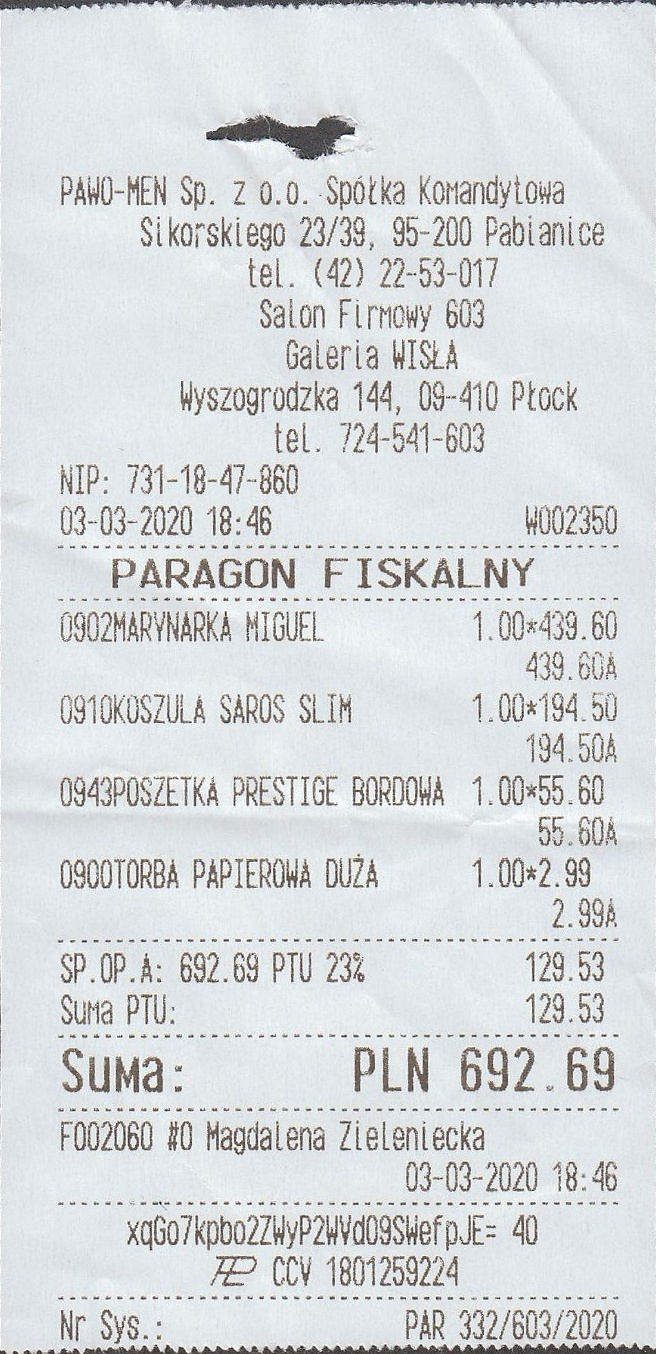 PAWO-MEN Sp. z o.o. Spółka Komandytowa
Sikorskiego 23/39, 95-200 Pabianice
tel. (42) 22-53-017
Salon Firmowy 603
Galeria WISŁA
Wyszogrodzka 144, 09-410 Płock
tel. 724-541-603
NIP: 731-18-47-860
03-03-2020 18:46 W002350
PARAGON FISKALNY
0902MARYNARKA MIGUEL 1.00*439.60
439.60A
0910KOSZULA SAROS SLIM 1.00*194.50
194.50A
0943POSZETKA PRESTIGE BORDOWA 1.00*55.60
55.60A
0900TORBA PAPIEROWA DUŻA 1.00*2.99
2.99A
SP.OP.A: 692.69 PTU 23% 129.53
Suma PTU: 129.53
Suma: PLN 692.69
F002060 #0 Magdalena Zieleniecka
03-03-2020 18:46
xqGo7kpbo2ZWyP2WVd09SWefpJE= 40
CCV 1801259224
Nr Sys.: PAR 332/603/2020